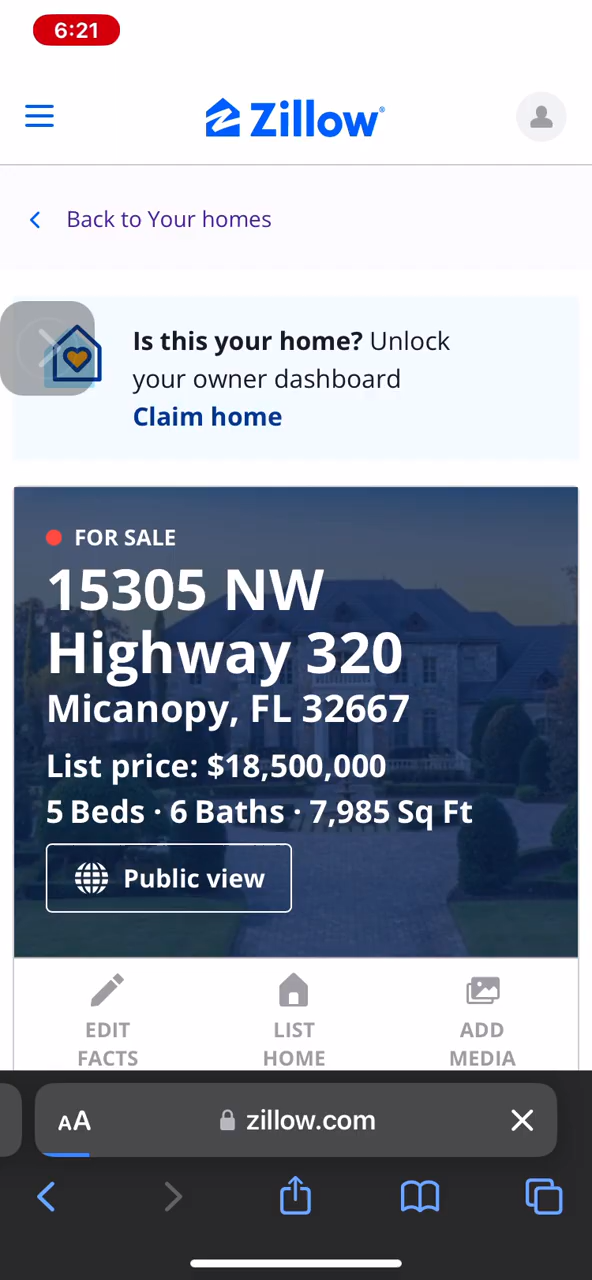 6:21
Zillow®
Back to Your homes
Is this your home? Unlock
your owner dashboard
Claim home
FOR SALE
15305 NW
Highway 320
Micanopy, FL 32667
List price: $18,500,000
5 Beds · 6 Baths · 7,985 Sq Ft
Public view
EDIT
FACTS
LIST
HOME
ADD
MEDIA
AA
zillow.com